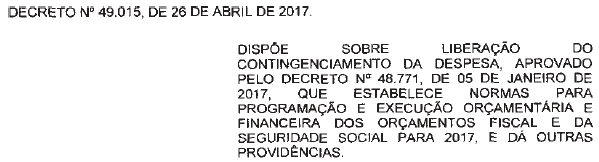 DECRETO Nº 49.015, DE 26 DE ABRIL DE 2017.
DISPÕE SOBRE LIBERAÇÃO DO
CONTINGENCIAMENTO DA DESPESA, APROVADO
PELO DECRETO Nº 48.771, DE 05 DE JANEIRO DE
2017, QUE ESTABELECE NORMAS PARA
PROGRAMAÇÃO E EXECUÇÃO ORÇAMENTÁRIA E
FINANCEIRA DOS ORÇAMENTOS FISCAL E DA
SEGURIDADE SOCIAL PARA 2017, E DÁ OUTRAS
PROVIDÊNCIAS.